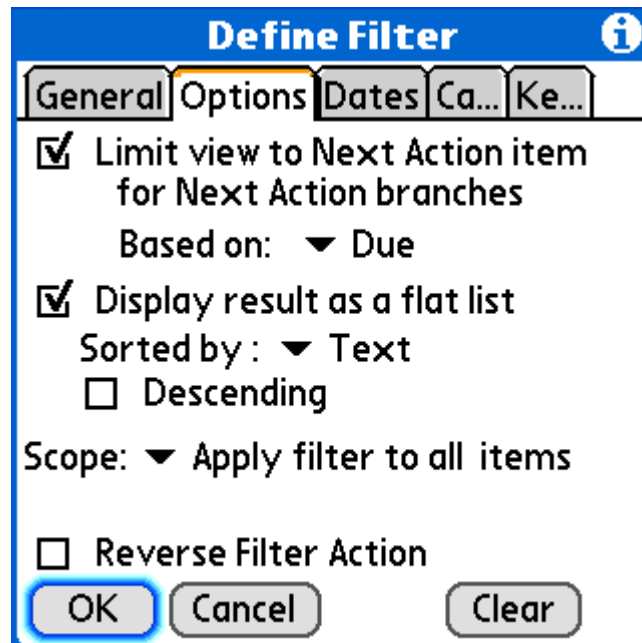 Define Filter
General Options Dates Ca... Ke...
Limit view to Next Action item
for Next Action branches
Based on: Due
Display result as a flat list
Sorted by : Text
Descending
Scope: Apply filter to all items
Reverse Filter Action
OK Cancel Clear